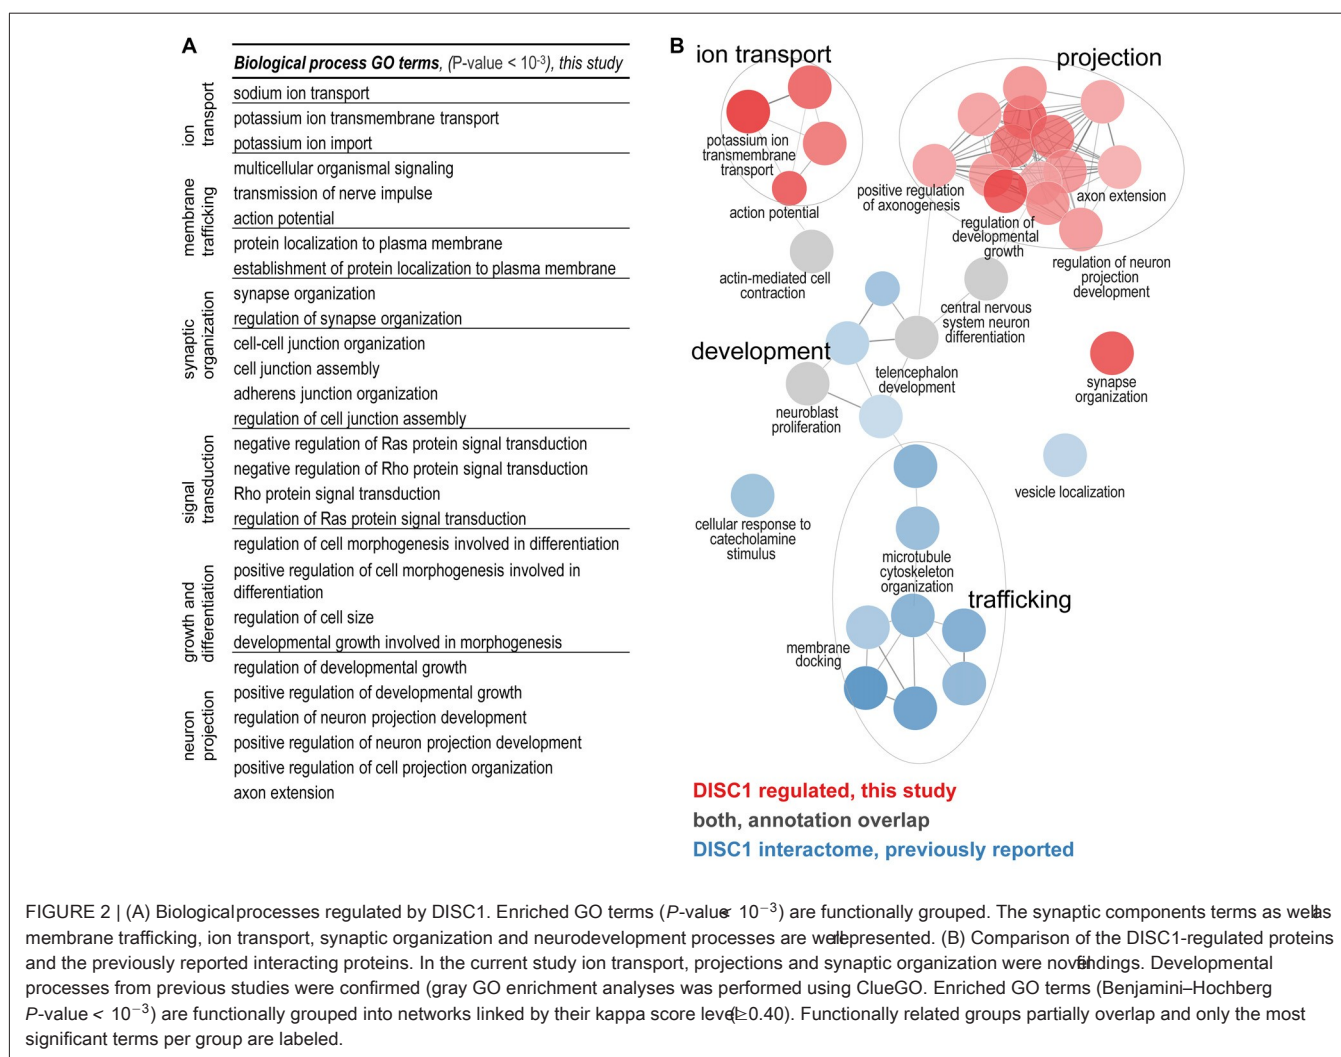 A
Biological process GO terms, (P-value < 10-3), this study
ion transport
sodium ion transport
potassium ion transmembrane transport
potassium ion import
membrane trafficking
multicellular organismal signaling
transmission of nerve impulse
action potential
protein localization to plasma membrane
establishment of protein localization to plasma membrane
synaptic organization
synapse organization
regulation of synapse organization
cell-cell junction organization
cell junction assembly
adherens junction organization
regulation of cell junction assembly
signal transduction
negative regulation of Ras protein signal transduction
negative regulation of Rho protein signal transduction
Rho protein signal transduction
regulation of Ras protein signal transduction
growth and differentiation
regulation of cell morphogenesis involved in differentiation
positive regulation of cell morphogenesis involved in
differentiation
regulation of cell size
developmental growth involved in morphogenesis
neuron projection
regulation of developmental growth
positive regulation of developmental growth
regulation of neuron projection development
positive regulation of neuron projection development
positive regulation of cell projection organization
axon extension
B
ion transport
projection
potassium ion
transmembrane
transport
action potential
positive regulation
of axonogenesis
axon extension
regulation of
developmental
growth
regulation of neuron
projection
development
actin-mediated cell
contraction
central nervous
system neuron
differentiation
development
telencephalon
development
neuroblast
proliferation
synapse
organization
vesicle localization
cellular response to
catecholamine
stimulus
microtubule
cytoskeleton
organization
trafficking
membrane
docking
DISC1 regulated, this study
both, annotation overlap
DISC1 interactome, previously reported
FIGURE 2 | (A) Biological processes regulated by DISC1. Enriched GO terms (P-value < 10−3) are functionally grouped. The synaptic components terms as well as
membrane trafficking, ion transport, synaptic organization and neurodevelopment processes are well represented. (B) Comparison of the DISC1-regulated proteins
and the previously reported interacting proteins. In the current study ion transport, projections and synaptic organization were novel findings. Developmental
processes from previous studies were confirmed (gray GO enrichment analyses was performed using ClueGO. Enriched GO terms (Benjamini–Hochberg
P-value < 10−3) are functionally grouped into networks linked by their kappa score level (≥0.40). Functionally related groups partially overlap and only the most
significant terms per group are labeled.